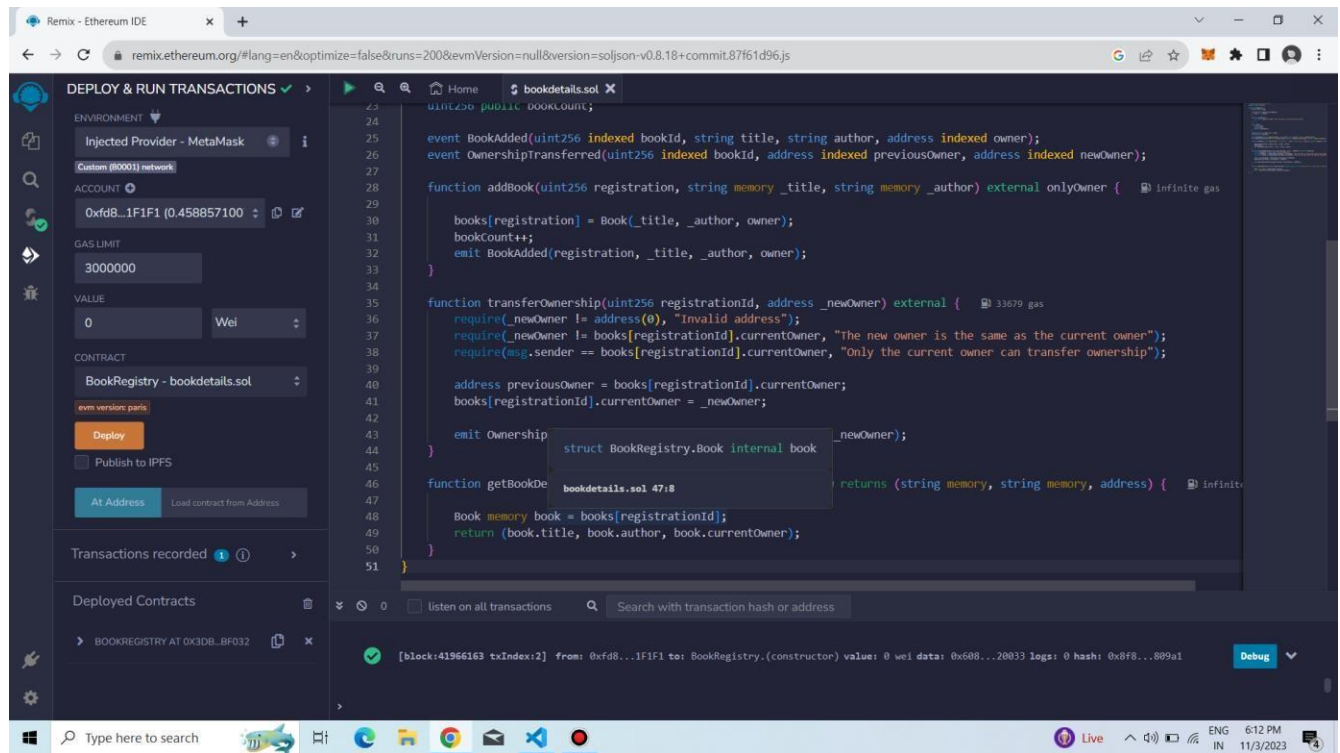 Remix - Ethereum IDE
remix.ethereum.org/#lang=en&optimize=false&runs=200&evmVersion=null&version=soljson-v0.8.18+commit.87f61d96.js
DEPLOY & RUN TRANSACTIONS
ENVIRONMENT
Injected Provider - MetaMask
Custom (80001) network
ACCOUNT
0xfd8...1F1F1 (0.458857100
GAS LIMIT
3000000
VALUE
0 Wei
CONTRACT
BookRegistry - bookdetails.sol
evm version: paris
Deploy
Publish to IPFS
At Address Load contract from Address
Transactions recorded 1
Deployed Contracts
BOOKREGISTRY AT 0X3DB...BF032
Home bookdetails.sol
23 uint256 public bookCount;
24
25 event BookAdded(uint256 indexed bookId, string title, string author, address indexed owner);
26 event OwnershipTransferred(uint256 indexed bookId, address indexed previousOwner, address indexed newOwner);
27
28 function addBook(uint256 registration, string memory _title, string memory _author) external onlyOwner { infinite gas
29
30 books[registration] = Book(_title, _author, owner);
31 bookCount++;
32 emit BookAdded(registration, _title, _author, owner);
33 }
34
35 function transferOwnership(uint256 registrationId, address _newOwner) external { 33679 gas
36 require(_newOwner != address(0), "Invalid address");
37 require(_newOwner != books[registrationId].currentOwner, "The new owner is the same as the current owner");
38 require(msg.sender == books[registrationId].currentOwner, "Only the current owner can transfer ownership");
39
40 address previousOwner = books[registrationId].currentOwner;
41 books[registrationId].currentOwner = _newOwner;
42
43 emit Ownership _newOwner);
struct BookRegistry.Book internal book
44 }
45
bookdetails.sol 47:8
46 function getBookDe returns (string memory, string memory, address) { infinite
47
48 Book memory book = books[registrationId];
49 return (book.title, book.author, book.currentOwner);
50 }
51 }
0 listen on all transactions Search with transaction hash or address
[block:41966163 txIndex:2] from: 0xfd8...1F1F1 to: BookRegistry.(constructor) value: 0 wei data: 0x608...20033 logs: 0 hash: 0x8f8...809a1 Debug
>
Type here to search
Live
ENG
IN
6:12 PM
11/3/2023
4